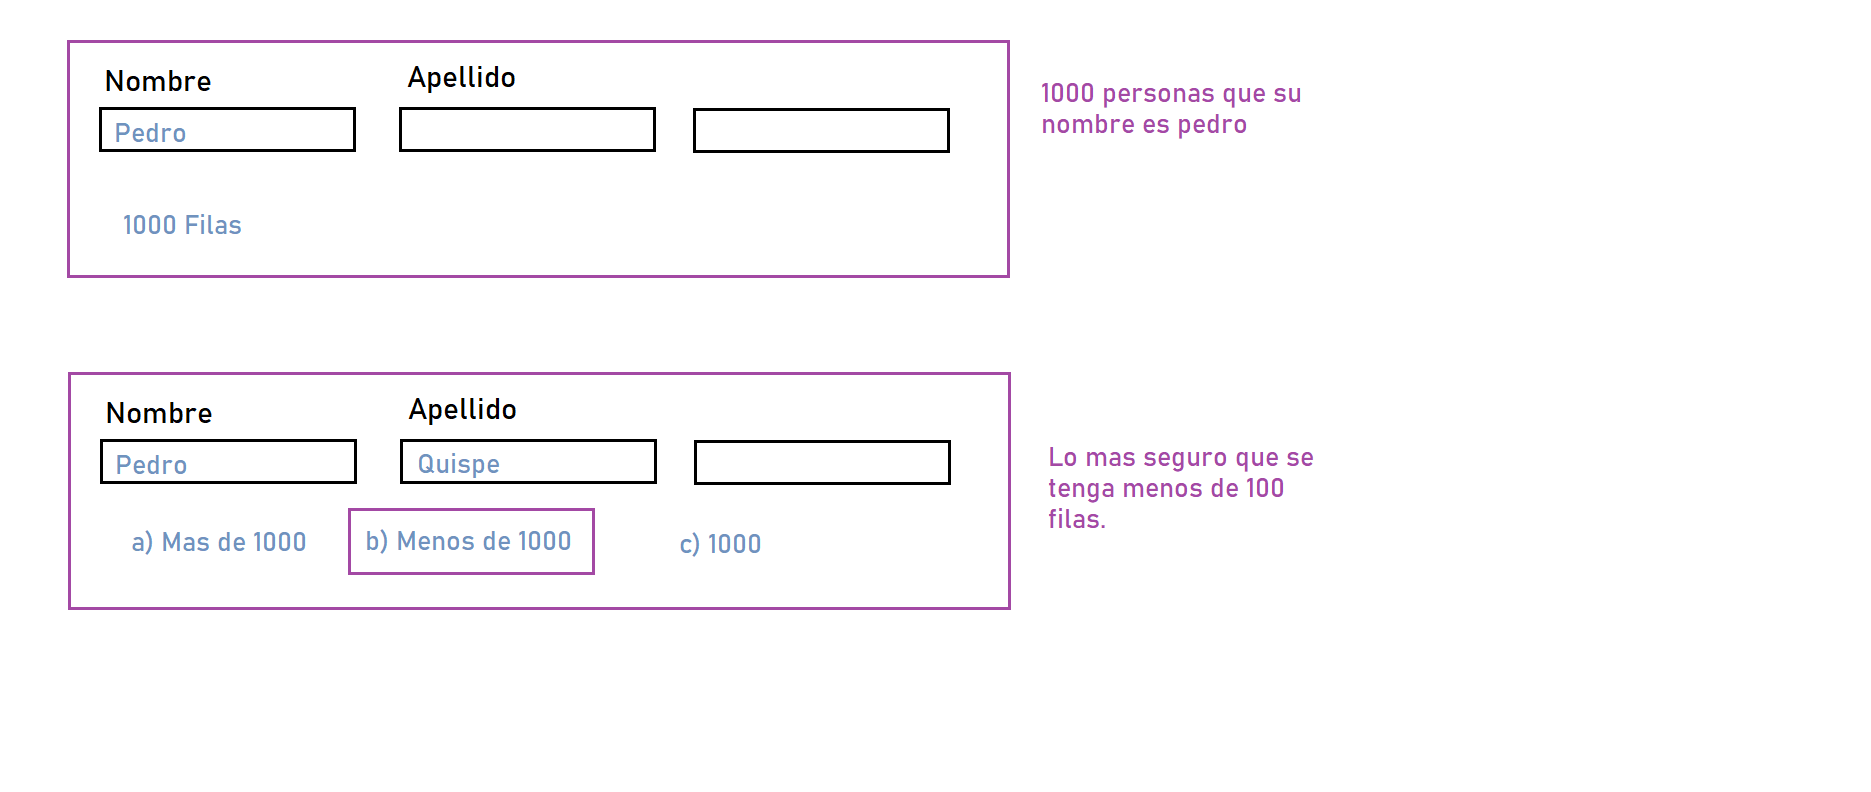 Nombre
Apellido
Pedro
1000 Filas
1000 personas que su
nombre es pedro
Nombre
Apellido
Pedro
Quispe
a) Mas de 1000
b) Menos de 1000
c) 1000
Lo mas seguro que se
tenga menos de 100
filas.